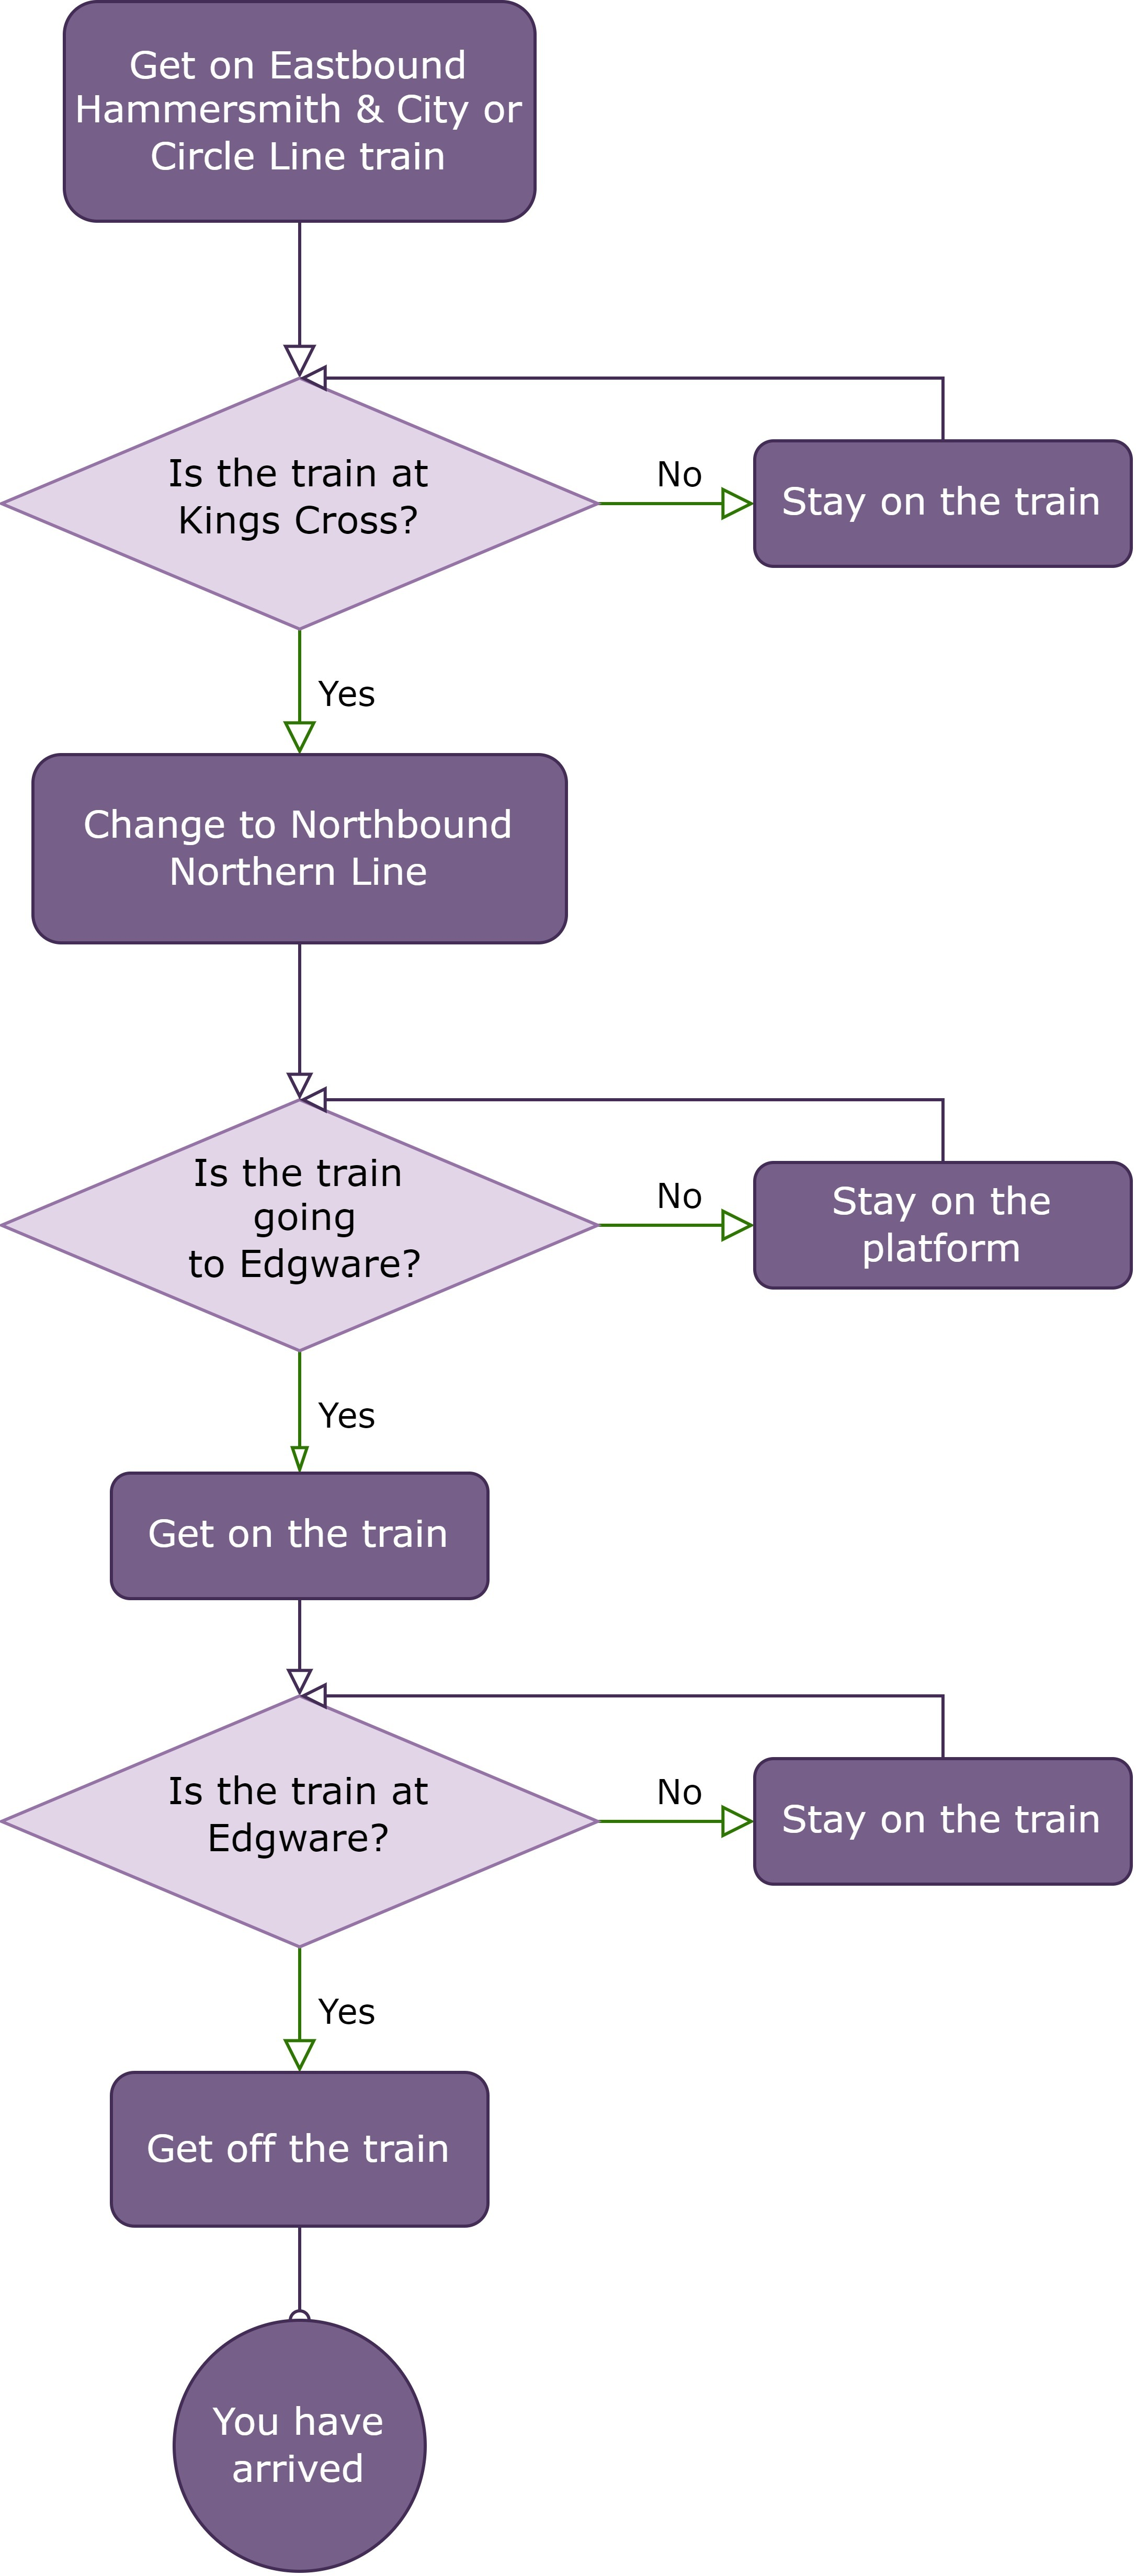 Get on Eastbound
Hammersmith & City or
Circle Line train
Is the train at
Kings Cross?
No
Stay on the train
Yes
Change to Northbound
Northern Line
Is the train
going
to Edgware?
No
Stay on the
platform
Yes
Get on the train
Is the train at
Edgware?
No
Stay on the train
Yes
Get off the train
You have
arrived